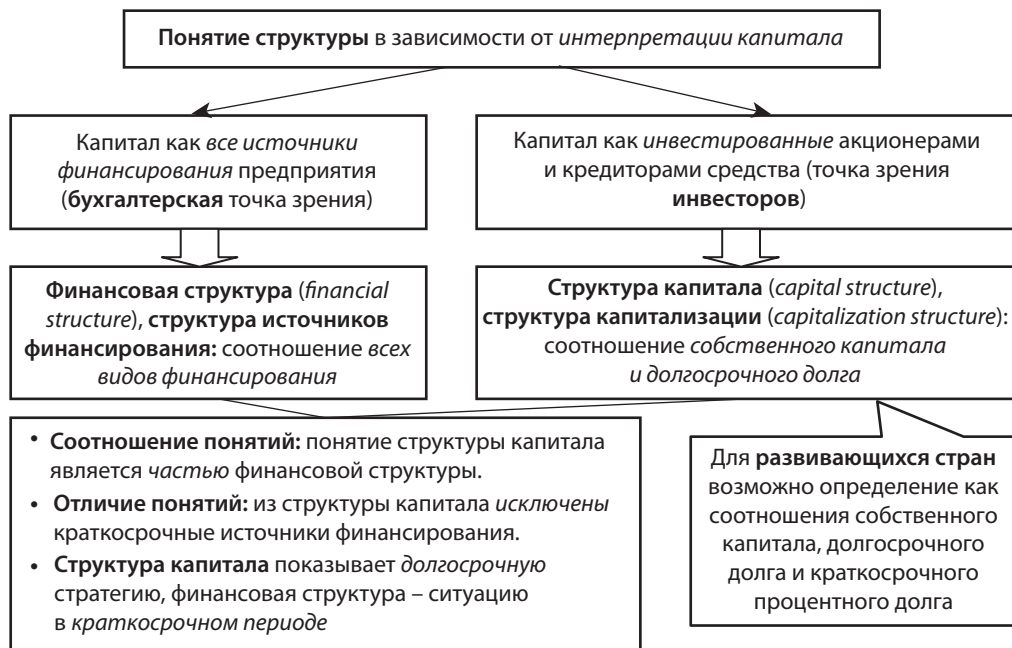 Понятие структуры в зависимости от интерпретации капитала
Капитал как все источники
финансирования предприятия
(бухгалтерская точка зрения)
Капитал как инвестированные акционерами
и кредиторами средства (точка зрения
инвесторов)
Финансовая структура (financial
structure), структура источников
финансирования: соотношение всех
видов финансирования
Структура капитала (capital structure),
структура капитализации (capitalization structure):
соотношение собственного капитала
и долгосрочного долга
• Соотношение понятий: понятие структуры капитала
является частью финансовой структуры.
• Отличие понятий: из структуры капитала исключены
краткосрочные источники финансирования.
• Структура капитала показывает долгосрочную
стратегию, финансовая структура – ситуацию
в краткосрочном периоде
Для развивающихся стран
возможно определение как
соотношения собственного
капитала, долгосрочного
долга и краткосрочного
процентного долга